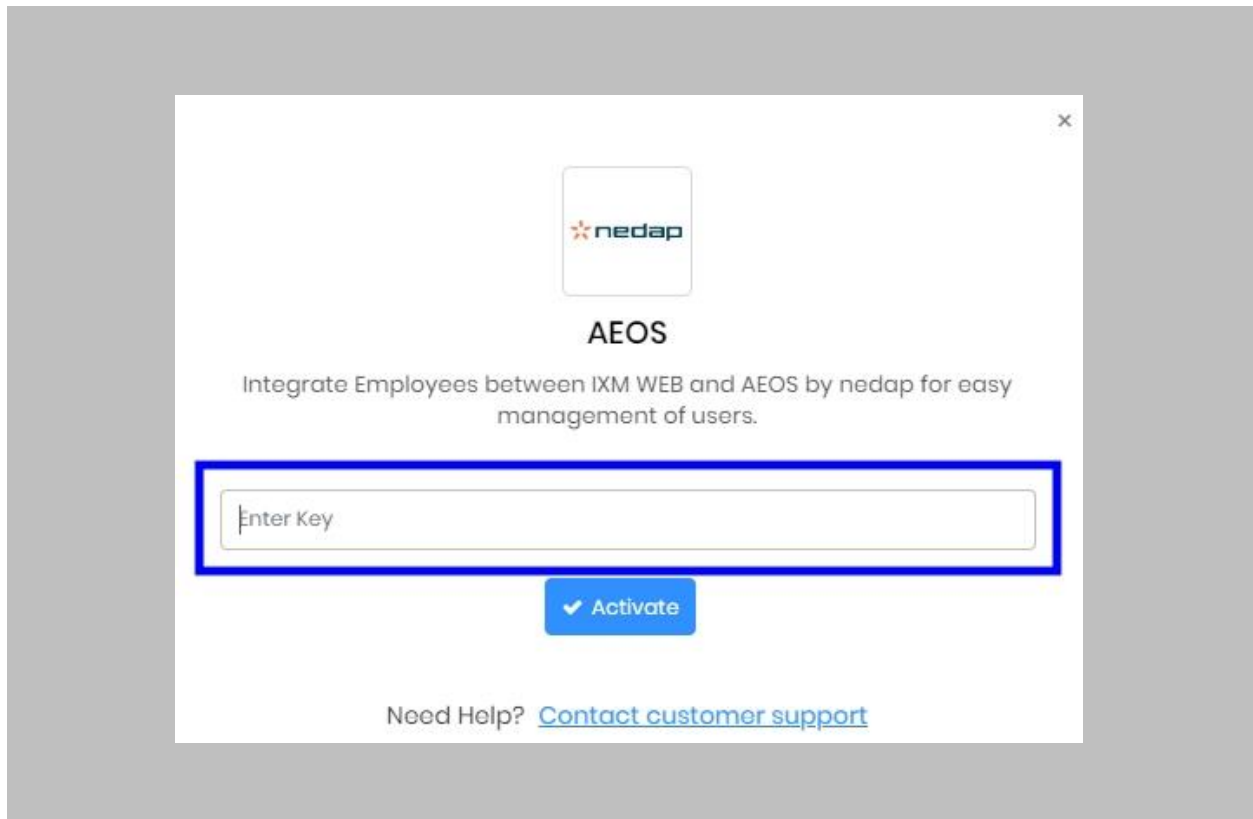 ×
nedap
AEOS
Integrate Employees between IXM WEB and AEOS by nedap for easy
management of users.
Enter Key
Activate
Need Help? Contact customer support